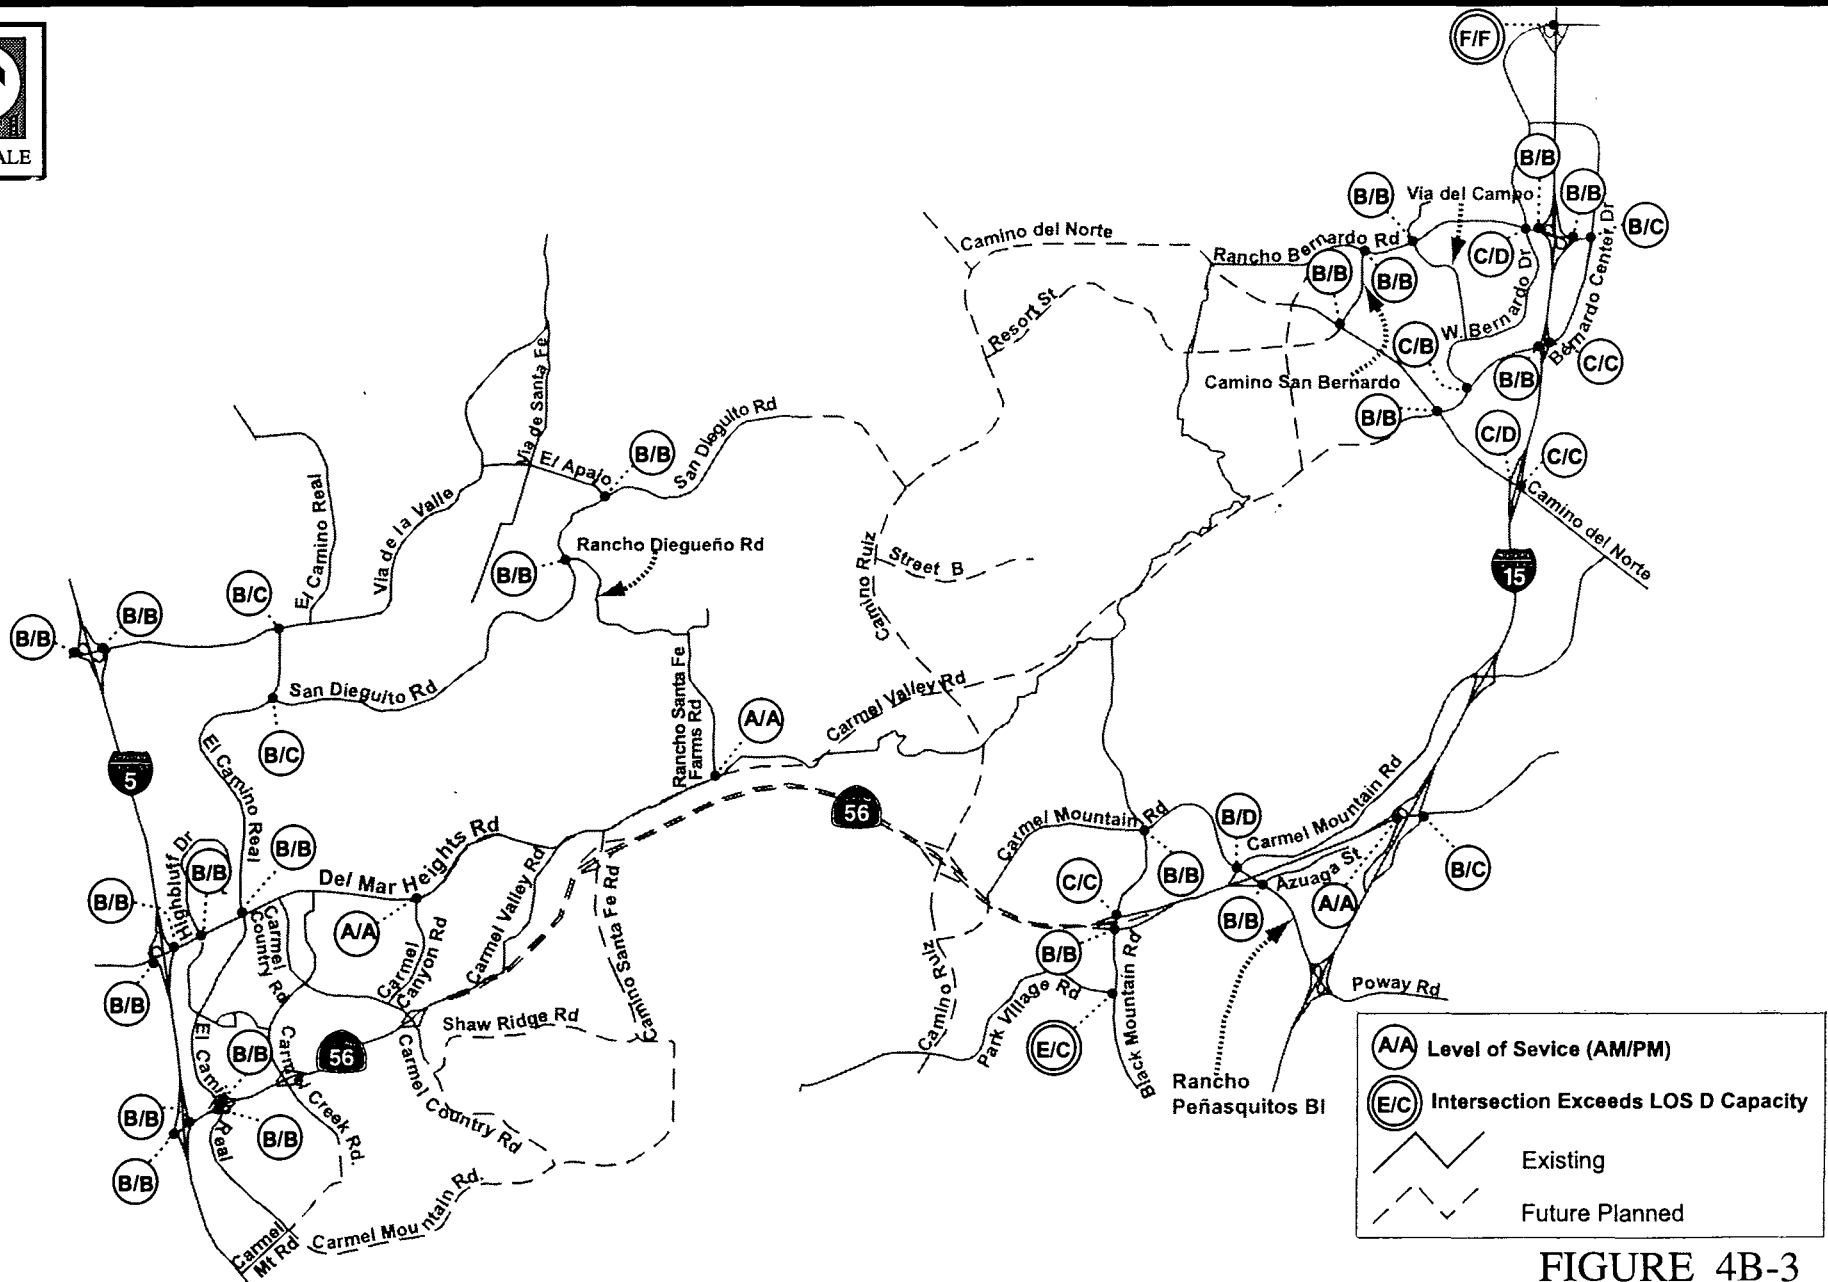 ALE
F/F
B/B
B/B
Via del Campo
B/B
B/C
Camino del Norte
Rancho Bernardo Rd
C/D
B/B
B/B
W. Bernardo Dr
Bernardo Center Dr
Resort St
C/B
C/C
B/B
Camino San Bernardo
B/B
C/D
C/C
Camino del Norte
15
Via de Santa Fe
El Apajo
B/B
San Dieguito Rd
El Camino Real
Via de la Valle
Rancho Diegueño Rd
B/B
Camino Ruiz
Street B
B/C
B/B
B/B
San Dieguito Rd
B/C
Rancho Santa Fe
Farms Rd
A/A
Carmel Valley Rd
5
El Camino Real
56
Carmel Mountain Rd
B/D
Carmel Mountain Rd
Azuaga St
B/C
B/B
C/C
A/A
B/B
B/B
Highbluff Dr
B/B
B/B
Del Mar Heights Rd
B/B
A/A
Carmel
Country Rd
Carmel
Canyon Rd
Carmel Valley Rd
Camino Santa Fe Rd
B/B
Camino Ruiz
Park Village Rd
Black Mountain Rd
Poway Rd
E/C
Rancho
Peñasquitos Bl
El Camino
Real
B/B
56
Shaw Ridge Rd
Carmel Creek Rd.
Carmel Country Rd
B/B
B/B
B/B
Carmel Mountain Rd.
Carmel
Mt Rd
A/A Level of Sevice (AM/PM)
E/C Intersection Exceeds LOS D Capacity
Existing
Future Planned
FIGURE 4B-3